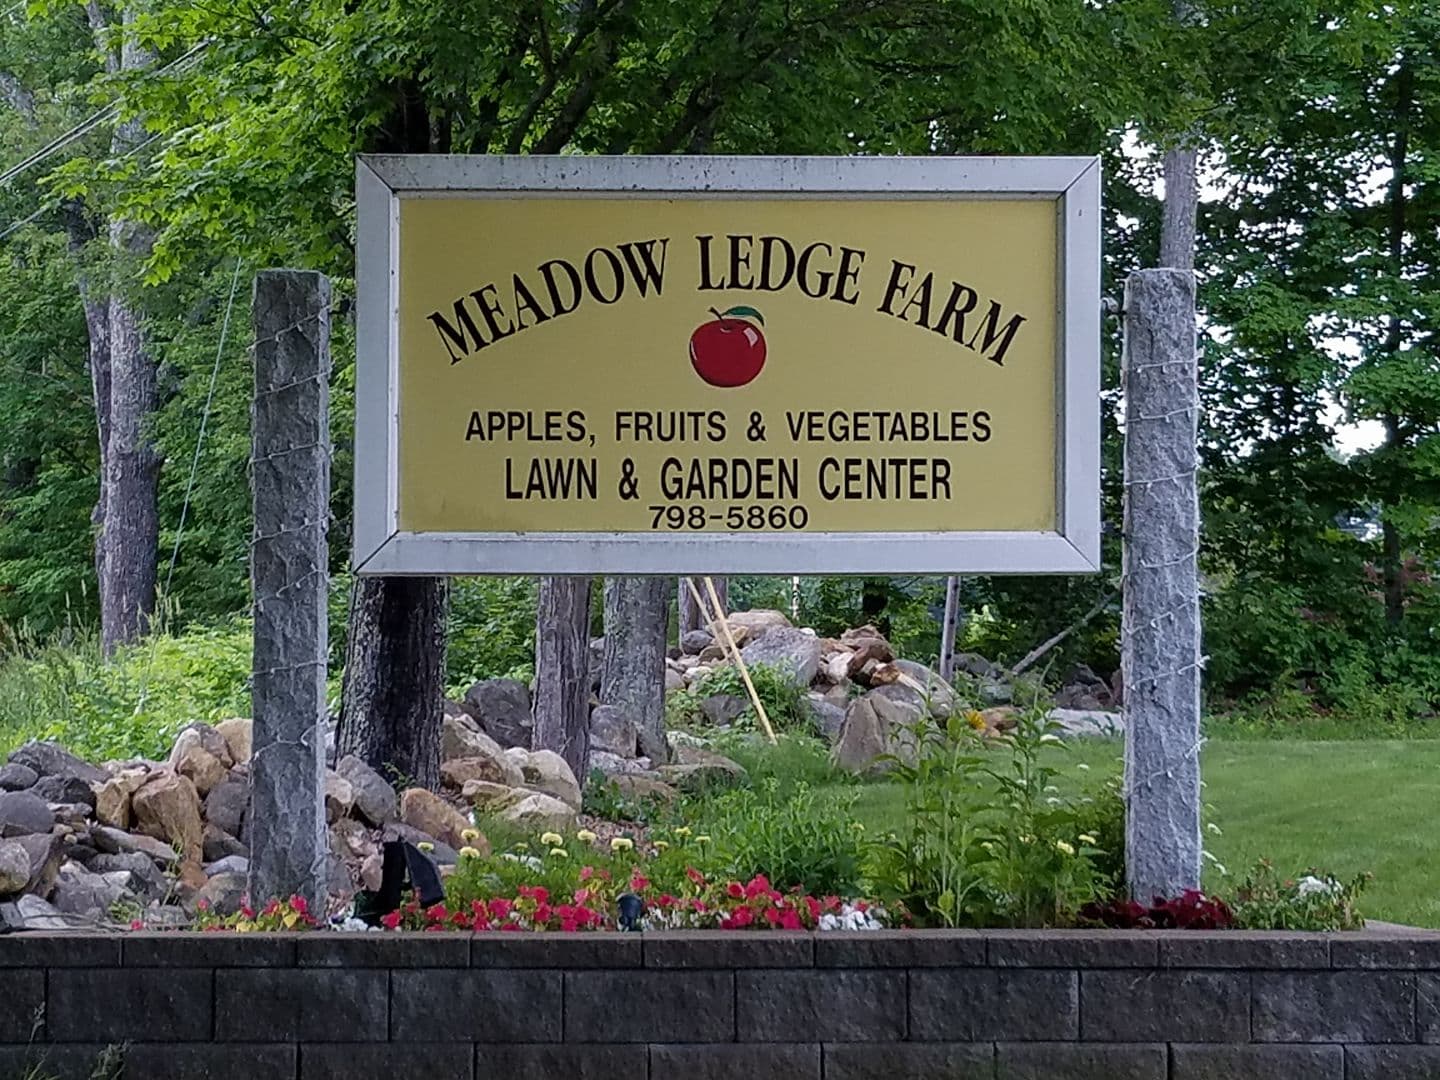 MEADOW LEDGE FARM
APPLES, FRUITS & VEGETABLES
LAWN & GARDEN CENTER
798-5860